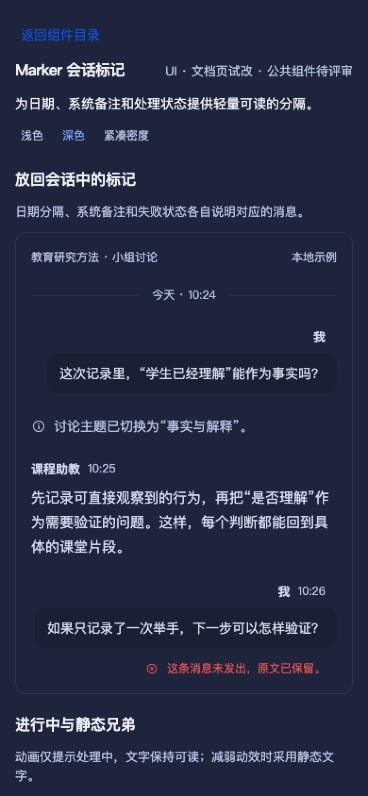 返回组件目录
Marker 会话标记 UI · 文档页试改 · 公共组件待评审
为日期、系统备注和处理状态提供轻量可读的分隔。
浅色 深色 紧凑密度
放回会话中的标记
日期分隔、系统备注和失败状态各自说明对应的消息。
教育研究方法 · 小组讨论 本地示例
今天 · 10:24
我
这次记录里，“学生已经理解”能作为事实吗？
讨论主题已切换为“事实与解释”。
课程助教 10:25
先记录可直接观察到的行为，再把“是否理解”作
为需要验证的问题。这样，每个判断都能回到具
体的课堂片段。
我 10:26
如果只记录了一次举手，下一步可以怎样验证？
这条消息未发出，原文已保留。
进行中与静态兄弟
动画仅提示处理中，文字保持可读；减弱动效时采用静态文
字。